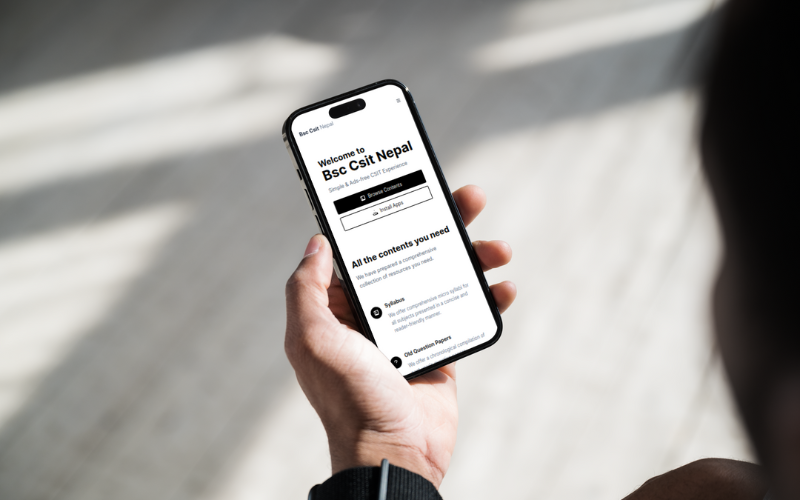 Bsc Csit Nepal
Welcome to
Bsc Csit Nepal
Simple & Ads-free CSIT Experience
Browse Contents
Install Apps
All the contents you need
We have prepared a comprehensive
collection of resources you need.
Syllabus
We offer comprehensive micro syllabi for
all subjects presented in a concise and
reader-friendly manner.
Old Question Papers
We offer a chronological compilation of